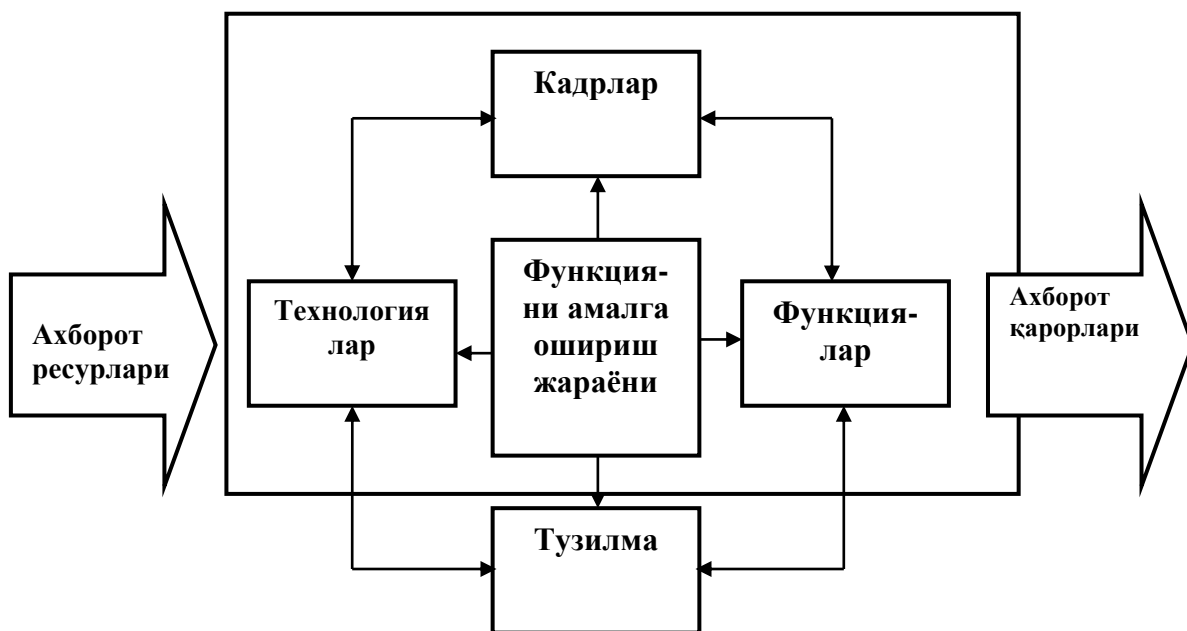 Кадрлар
Ахборот
ресурлари
Технология
лар
Функция-
ни амалга
ошириш
жараёни
Функция-
лар
Ахборот
қарорлари
Тузилма